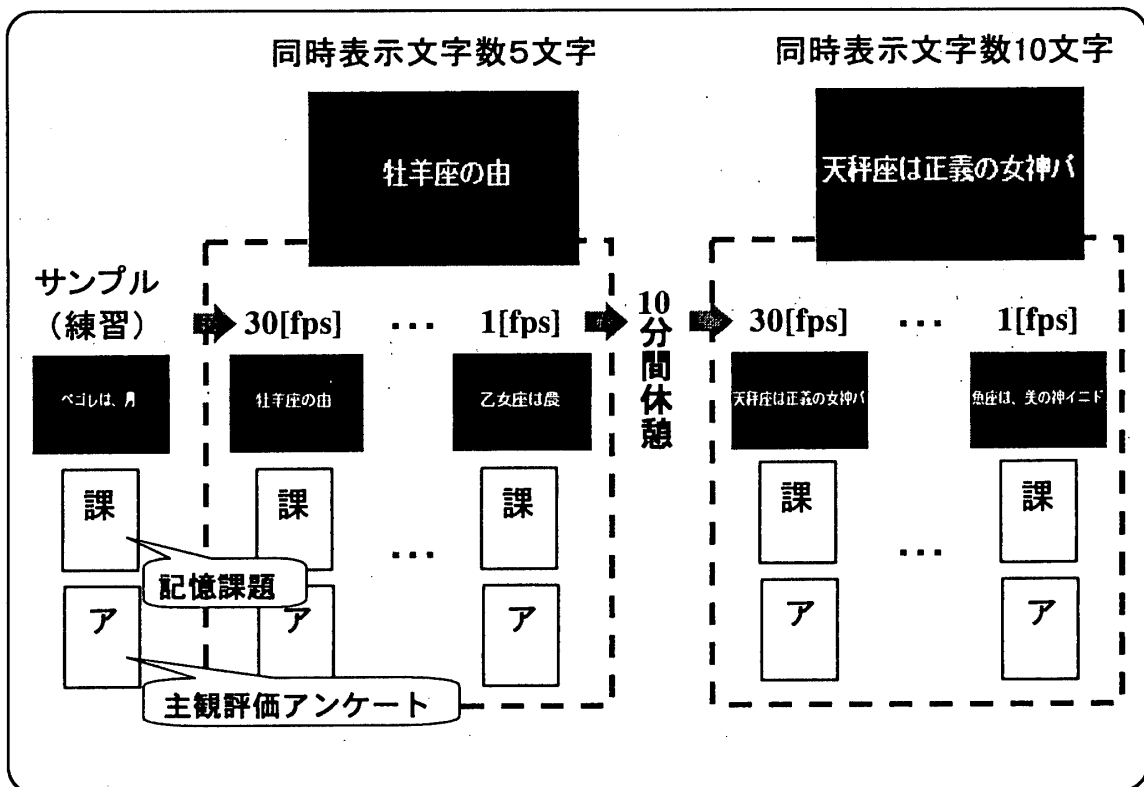 同時表示文字数5文字
同時表示文字数10文字
牡羊座の由
天秤座は正義の女神パ
サンプル
（練習）
30[fps]
…
1[fps]
10分間休憩
30[fps]
…
1[fps]
ペゴレは、月
牡羊座の由
乙女座は農
天秤座は正義の女神パ
魚座は、美の神イニド
課
課
…
課
課
…
課
記憶課題
ア
ア
ア
ア
ア
主観評価アンケート